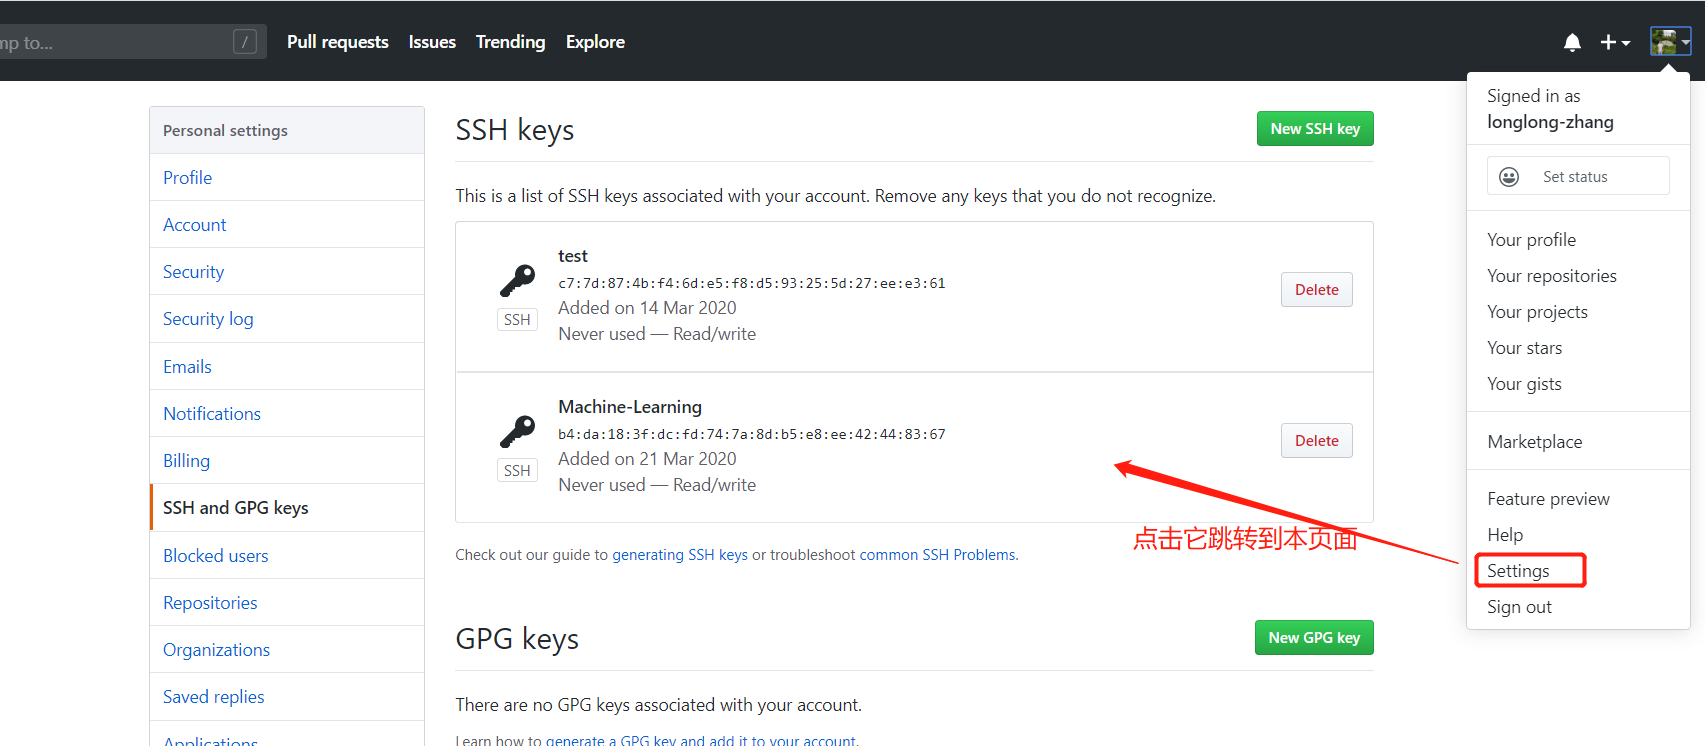 mp to...
/
Pull requests
Issues
Trending
Explore
Signed in as
longlong-zhang
Set status
Your profile
Your repositories
Your projects
Your stars
Your gists
Marketplace
Feature preview
Help
Settings
Sign out
Personal settings
Profile
Account
Security
Security log
Emails
Notifications
Billing
SSH and GPG keys
Blocked users
Repositories
Organizations
Saved replies
Applications
SSH keys
New SSH key
This is a list of SSH keys associated with your account. Remove any keys that you do not recognize.
test
c7:7d:87:4b:f4:6d:e5:f8:d5:93:25:5d:27:ee:e3:61
Added on 14 Mar 2020
Never used — Read/write
SSH
Delete
Machine-Learning
b4:da:18:3f:dc:fd:74:7a:8d:b5:e8:ee:42:44:83:67
Added on 21 Mar 2020
Never used — Read/write
SSH
Delete
点击它跳转到本页面
Check out our guide to generating SSH keys or troubleshoot common SSH Problems.
GPG keys
New GPG key
There are no GPG keys associated with your account.
Learn how to generate a GPG key and add it to your account.